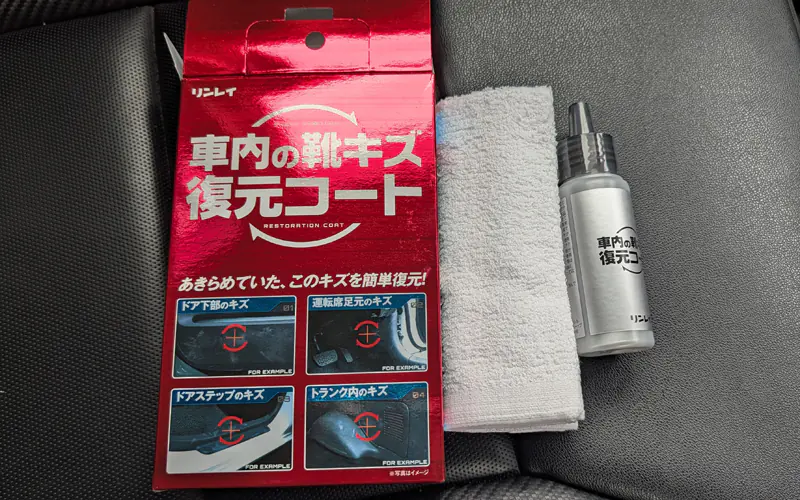 リンレイ
車内の靴キズ
復元コート
RESTORATION COAT
あきらめていた、このキズを簡単復元!
ドア下部のキズ
01
FOR EXAMPLE
運転席足元のキズ
02
FOR EXAMPLE
ドアステップのキズ
03
FOR EXAMPLE
トランク内のキズ
04
FOR EXAMPLE
※写真はイメージ
車内の靴
復元コー
リンレイ